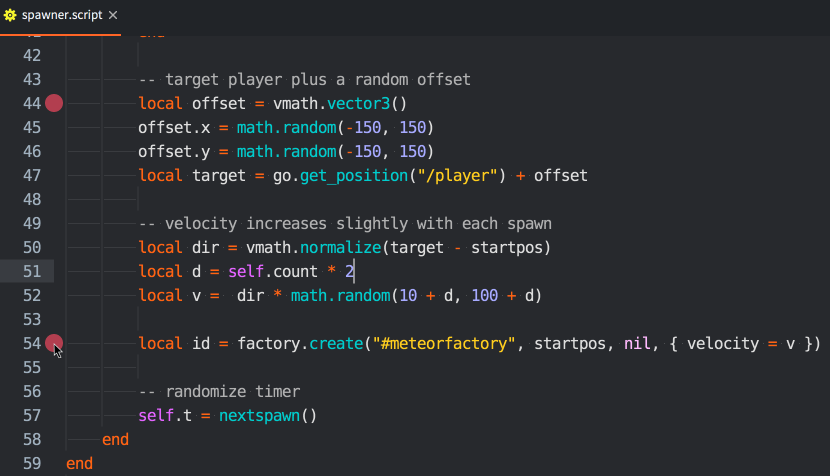 spawner.script ×
42
43 -- target player plus a random offset
44 local offset = vmath.vector3()
45 offset.x = math.random(-150, 150)
46 offset.y = math.random(-150, 150)
47 local target = go.get_position("/player") + offset
48
49 -- velocity increases slightly with each spawn
50 local dir = vmath.normalize(target - startpos)
51 local d = self.count * 2
52 local v =  dir * math.random(10 + d, 100 + d)
53
54 local id = factory.create("#meteorfactory", startpos, nil, { velocity = v })
55
56 -- randomize timer
57 self.t = nextspawn()
58 end
59 end